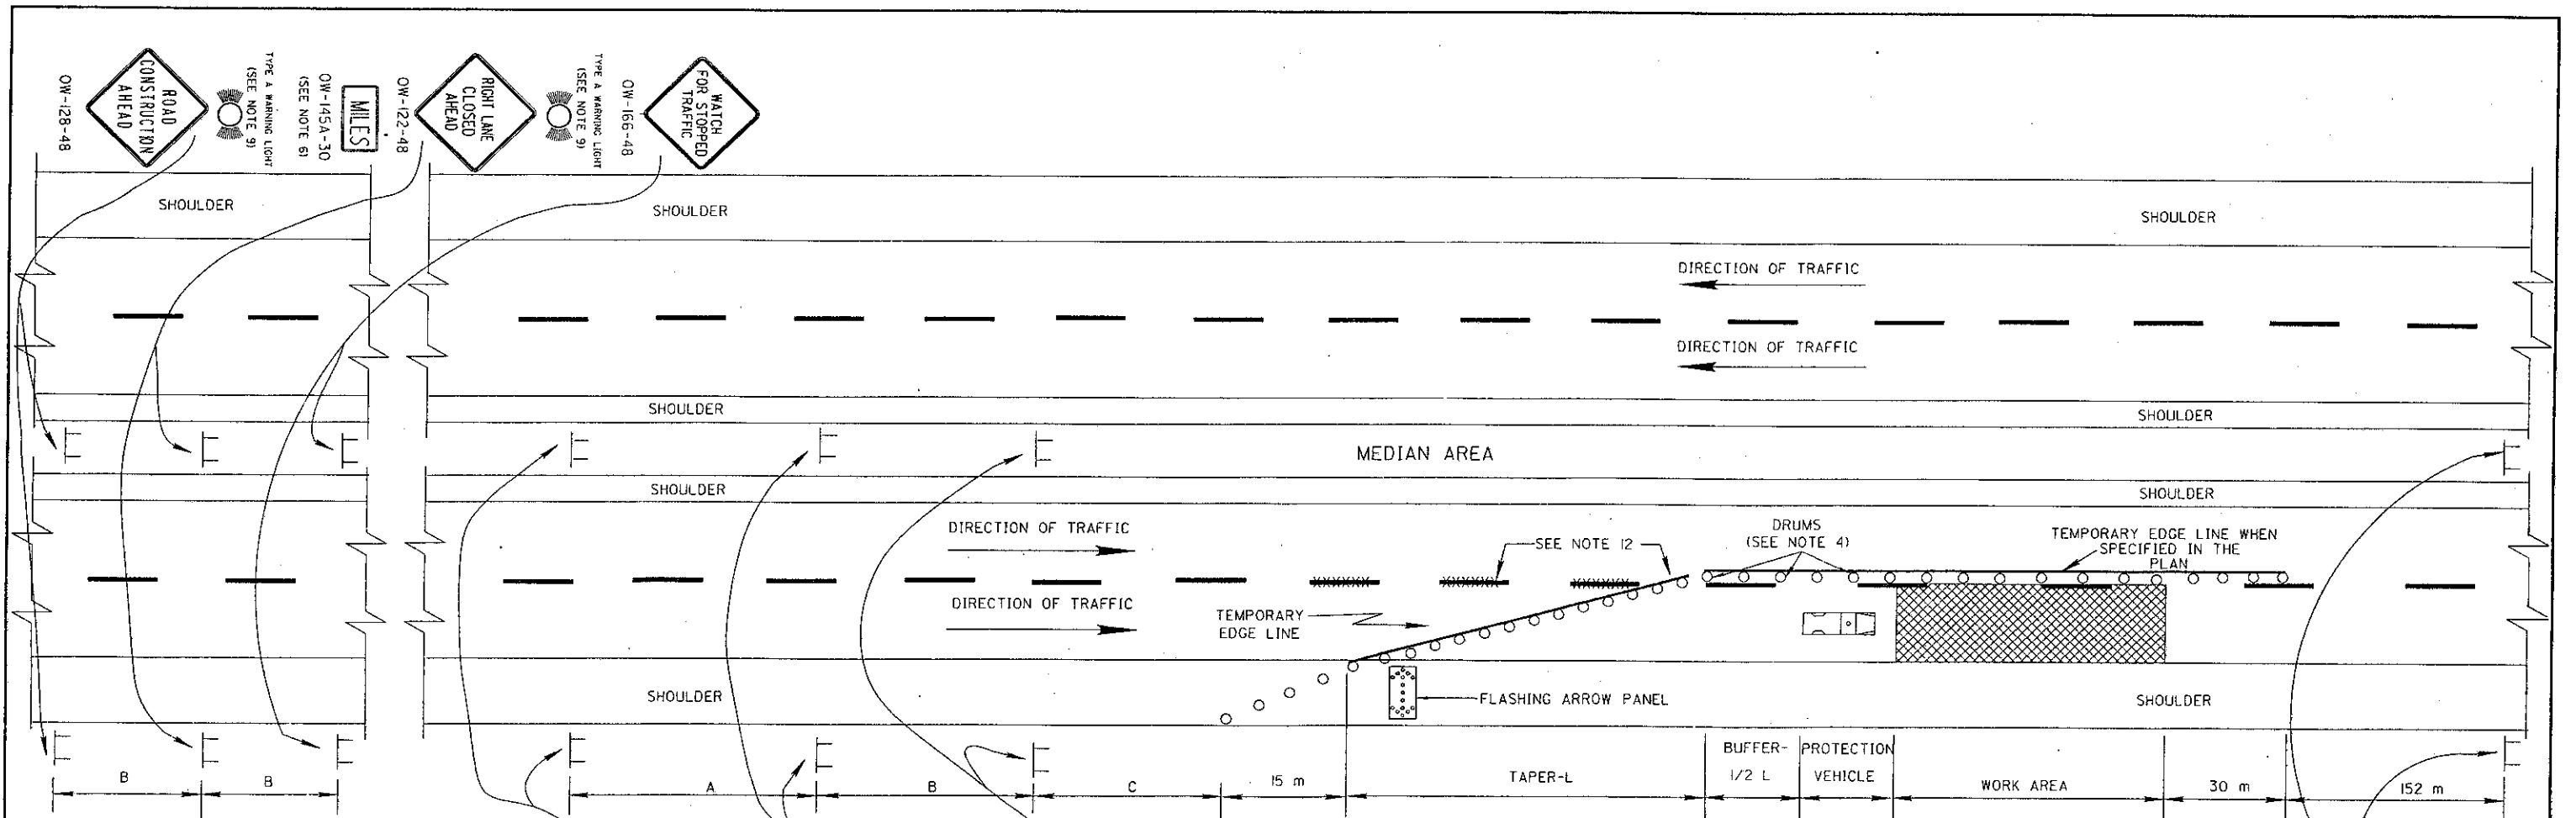 OW-128-48
ROAD
CONSTRUCTION
AHEAD
TYPE A WARNING LIGHT
(SEE NOTE 9)
OW-145A-30
(SEE NOTE 6)
MILES
OW-122-48
RIGHT LANE
CLOSED
AHEAD
TYPE A WARNING LIGHT
(SEE NOTE 9)
OW-166-48
WATCH
FOR STOPPED
TRAFFIC
SHOULDER
SHOULDER
SHOULDER
DIRECTION OF TRAFFIC
DIRECTION OF TRAFFIC
SHOULDER
SHOULDER
MEDIAN AREA
SHOULDER
SHOULDER
DIRECTION OF TRAFFIC
SEE NOTE 12
DRUMS
(SEE NOTE 4)
TEMPORARY EDGE LINE WHEN
SPECIFIED IN THE
PLAN
DIRECTION OF TRAFFIC
TEMPORARY
EDGE LINE
SHOULDER
FLASHING ARROW PANEL
SHOULDER
B
B
A
B
C
15 m
TAPER-L
BUFFER-
1/2 L
PROTECTION
VEHICLE
WORK AREA
30 m
152 m